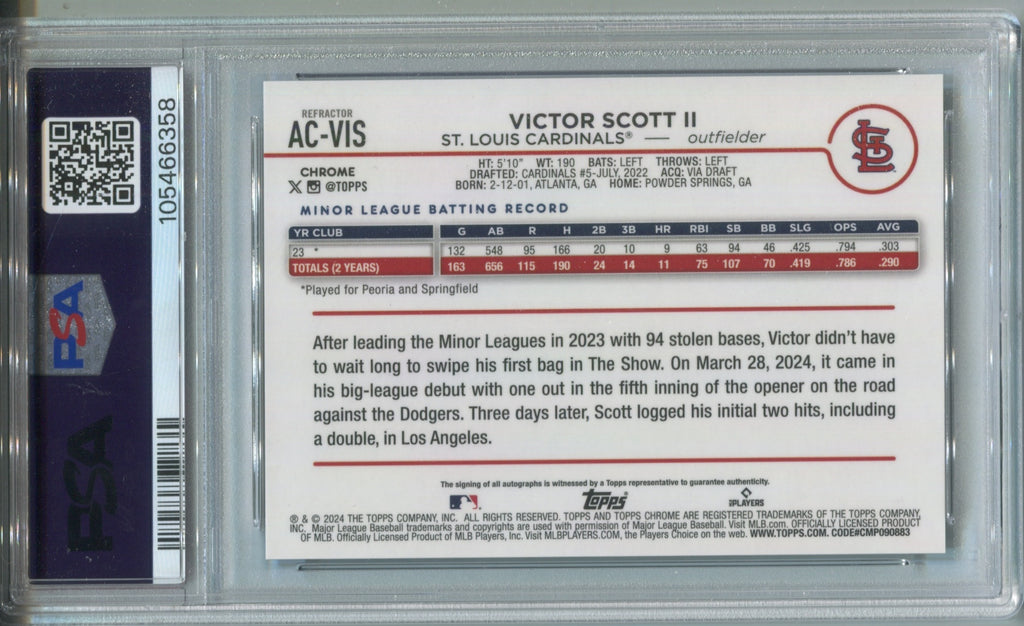 105466358
PSA
PSA
REFRACTOR
AC-VIS
VICTOR SCOTT II
ST. LOUIS CARDINALS® — outfielder
STL
CHROME
@TOPPS
HT: 5'10" WT: 190 BATS: LEFT THROWS: LEFT
DRAFTED: CARDINALS #5-JULY, 2022 ACQ: VIA DRAFT
BORN: 2-12-01, ATLANTA, GA HOME: POWDER SPRINGS, GA
MINOR LEAGUE BATTING RECORD
YR CLUB G AB R H 2B 3B HR RBI SB BB SLG OPS AVG
23 * 132 548 95 166 20 10 9 63 94 46 .425 .794 .303
TOTALS (2 YEARS) 163 656 115 190 24 14 11 75 107 70 .419 .786 .290
*Played for Peoria and Springfield
After leading the Minor Leagues in 2023 with 94 stolen bases, Victor didn't have
to wait long to swipe his first bag in The Show. On March 28, 2024, it came in
his big-league debut with one out in the fifth inning of the opener on the road
against the Dodgers. Three days later, Scott logged his initial two hits, including
a double, in Los Angeles.
The signing of all autographs is witnessed by a Topps representative to guarantee authenticity.
Topps
PLAYERS
® & © 2024 THE TOPPS COMPANY, INC. ALL RIGHTS RESERVED. TOPPS AND TOPPS CHROME ARE REGISTERED TRADEMARKS OF THE TOPPS COMPANY,
INC. Major League Baseball trademarks and copyrights are used with permission of Major League Baseball. Visit MLB.com. OFFICIALLY LICENSED PRODUCT
OF MLB. Officially Licensed Product of MLB Players, Inc. Visit MLBPLAYERS.COM, the Players Choice on the web. WWW.TOPPS.COM. CODE#CMP090883